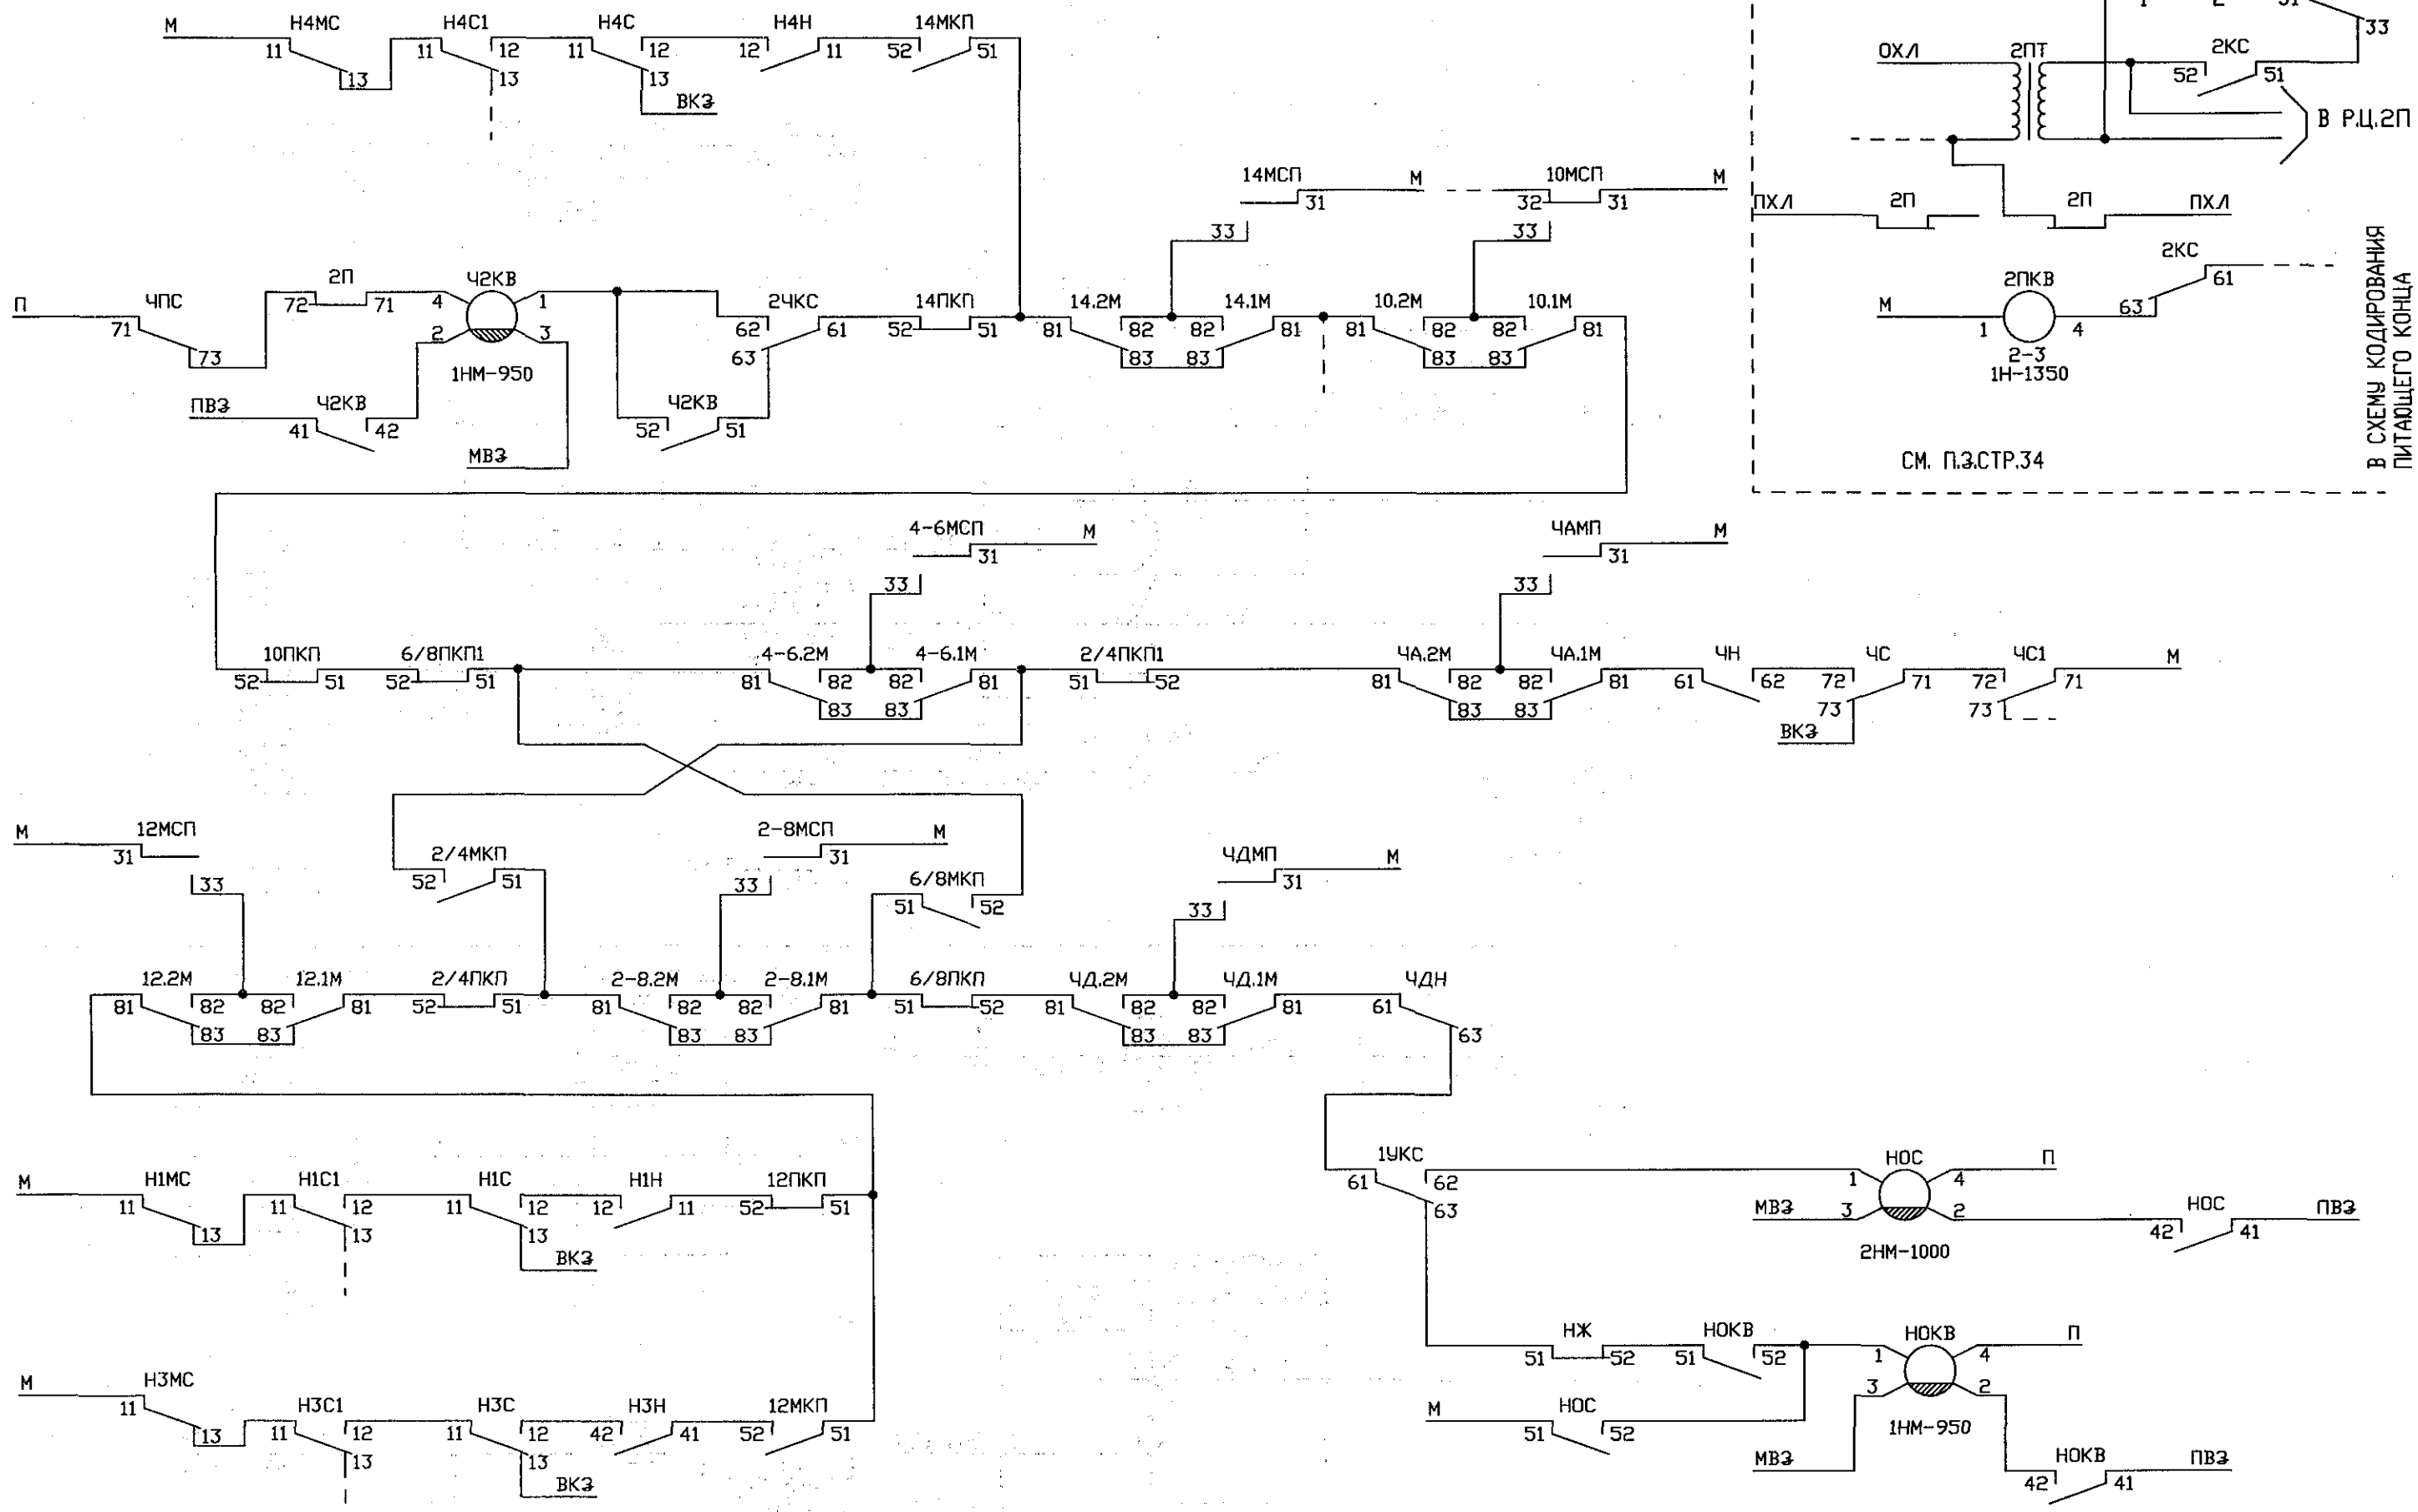 М Н4МС Н4С1 Н4С Н4Н 14МКП
11 13 11 12 13 11 12 13 12 11 52 51
ВКЗ
1 2 31 33
ОХЛ 2ПТ 2КС
52 51
В Р.Ц.2П
14МСП М 10МСП М
31 32 31
33 33
ПХЛ 2П 2П ПХЛ
П ЧПС 2П Ч2КВ 2ЧКС 14ПКП 14.2М 14.1М 10.2М 10.1М
71 73 72 71 4 1 2 3 62 61 63 52 51 81 82 82 81 81 82 82 81
83 83 83 83
1НМ-950
ПВЗ Ч2КВ Ч2КВ
41 42 52 51
МВЗ
2КС
61
63
2ПКВ
М
1 4
2-3
1Н-1350
СМ. П.З.СТР.34
В СХЕМУ КОДИРОВАНИЯ
ПИТАЮЩЕГО КОНЦА
4-6МСП М ЧАМП М
31 31
33 33
10ПКП 6/8ПКП1 4-6.2М 4-6.1М 2/4ПКП1 ЧА.2М ЧА.1М ЧН ЧС ЧС1 М
52 51 52 51 81 82 82 81 51 52 81 82 82 81 61 62 72 71 72 71
83 83 83 83 73 73
ВКЗ
М 12МСП 2-8МСП М
31 31
2/4МКП ЧДМП М
52 51 31
33 33 6/8МКП
51 52
33
12.2М 12.1М 2/4ПКП 2-8.2М 2-8.1М 6/8ПКП ЧД.2М ЧД.1М ЧДН
81 82 82 81 52 51 81 82 82 81 51 52 81 82 82 81 61
83 83 83 83 83 83 63
1УКС НОС П
61 62 1 4
63
МВЗ 3 2 НОС ПВЗ
42 41
2НМ-1000
М Н1МС Н1С1 Н1С Н1Н 12ПКП
11 11 12 11 12 12 11 52 51
13 13 13
ВКЗ
НЖ НОКВ НОКВ П
51 52 51 52 1 4
3 2
М НОС
51 52
1НМ-950
МВЗ НОКВ ПВЗ
42 41
М Н3МС
11
13
Н3С1 Н3С Н3Н 12МКП
11 12 11 12 42 41 52 51
13 13
ВКЗ